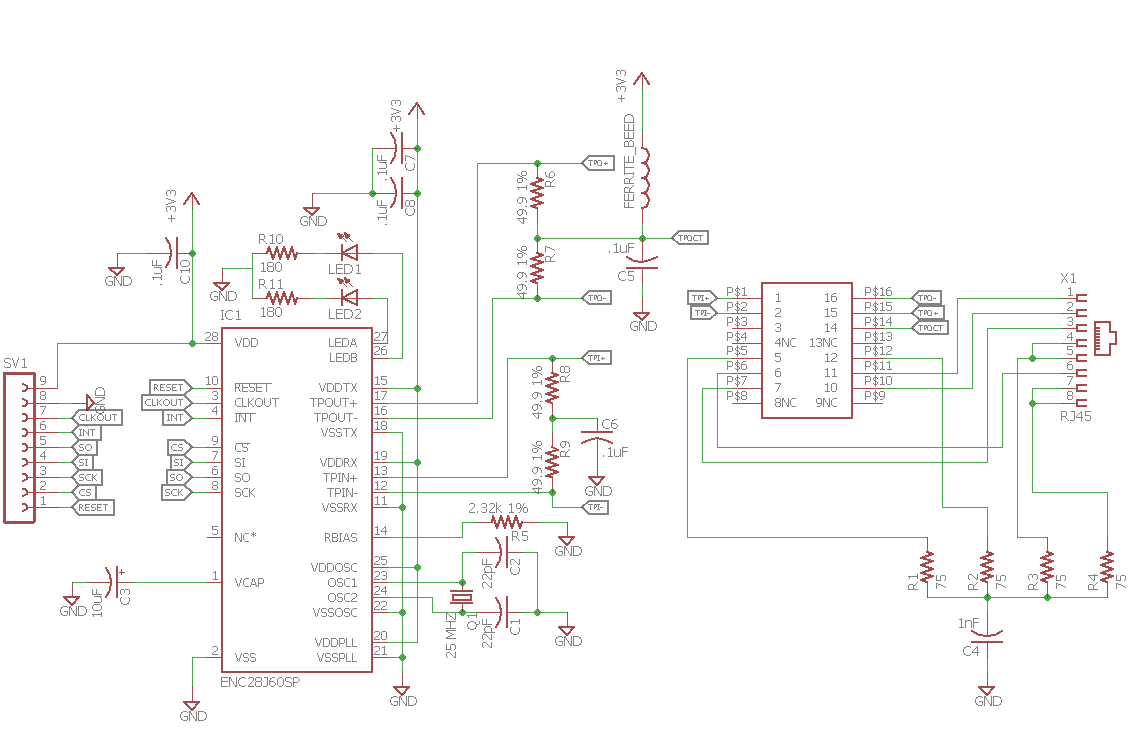 +3V3
FERRITE_BEED
+3V3
.1uF
C7
.1uF
C8
GND
+3V3
.1uF
C10
GND
R10
180
LED1
R11
180
LED2
GND
TPO+
49.9 1%
R6
49.9 1%
R7
TPOCT
TPO-
.1uF
C5
GND
IC1
28 VDD
10 RESET
3 CLKOUT
4 INT
9 CS
7 SI
6 SO
8 SCK
5 NC*
1 VCAP
2 VSS
LEDA 27
LEDB 26
VDDTX 15
TPOUT+ 17
TPOUT- 16
VSSTX 18
VDDRX 19
TPIN+ 13
TPIN- 12
VSSRX 11
RBIAS 14
VDDOSC 25
OSC1 23
OSC2 24
VSSOSC 22
VDDPLL 20
VSSPLL 21
ENC28J60SP
RESET
CLKOUT
INT
CS
SI
SO
SCK
SV1
9
8
GND
7 CLKOUT
6 INT
5 SO
4 SI
3 SCK
2 CS
1 RESET
GND
10uF
+
C3
GND
GND
TPI+
49.9 1%
R8
49.9 1%
R9
C6
.1uF
GND
TPI-
2.32k 1%
R5
GND
22pF
C2
22pF
C1
GND
25 MHZ
Q1
TPI+ P$1 1
TPI- P$2 2
P$3 3
P$4 4NC
P$5 5
P$6 6
P$7 7
P$8 8NC
16 P$16 TPO-
15 P$15 TPO+
14 P$14 TPOCT
13NC P$13
12 P$12
11 P$11
10 P$10
9NC P$9
X1
1
2
3
4
5
6
7
8
RJ45
R1
75
R2
75
R3
75
R4
75
1nF
C4
GND